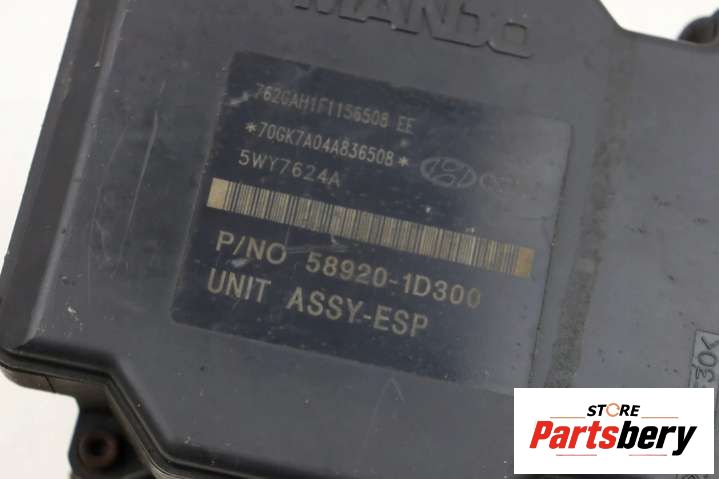 MANDO
762GAH1F1156508 EE
*70GK7A04A836508*
5WY7624A
P/NO 58920-1D300
UNIT ASSY-ESP
STORE
Partsbery